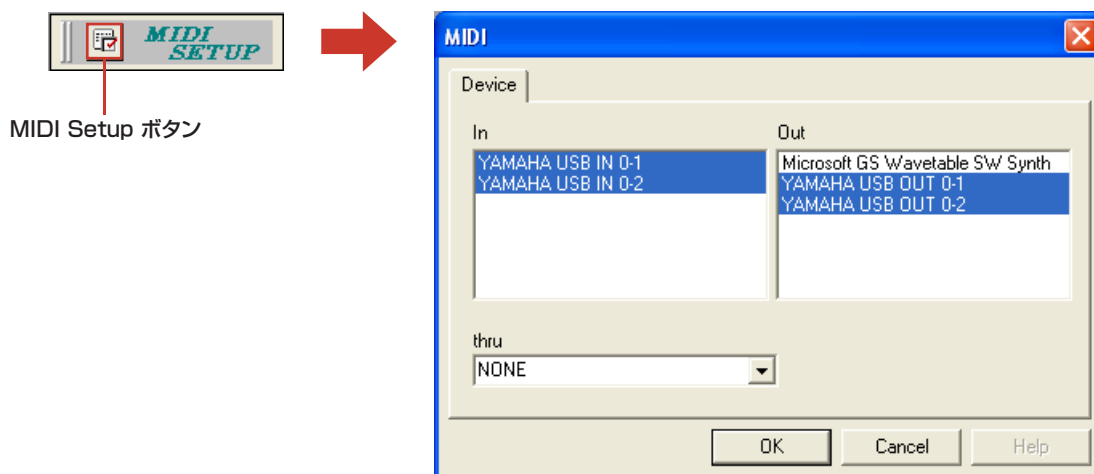 MIDI
SETUP
MIDI Setup ボタン
MIDI
Device
In
YAMAHA USB IN 0-1
YAMAHA USB IN 0-2
Out
Microsoft GS Wavetable SW Synth
YAMAHA USB OUT 0-1
YAMAHA USB OUT 0-2
thru
NONE
OK
Cancel
Help